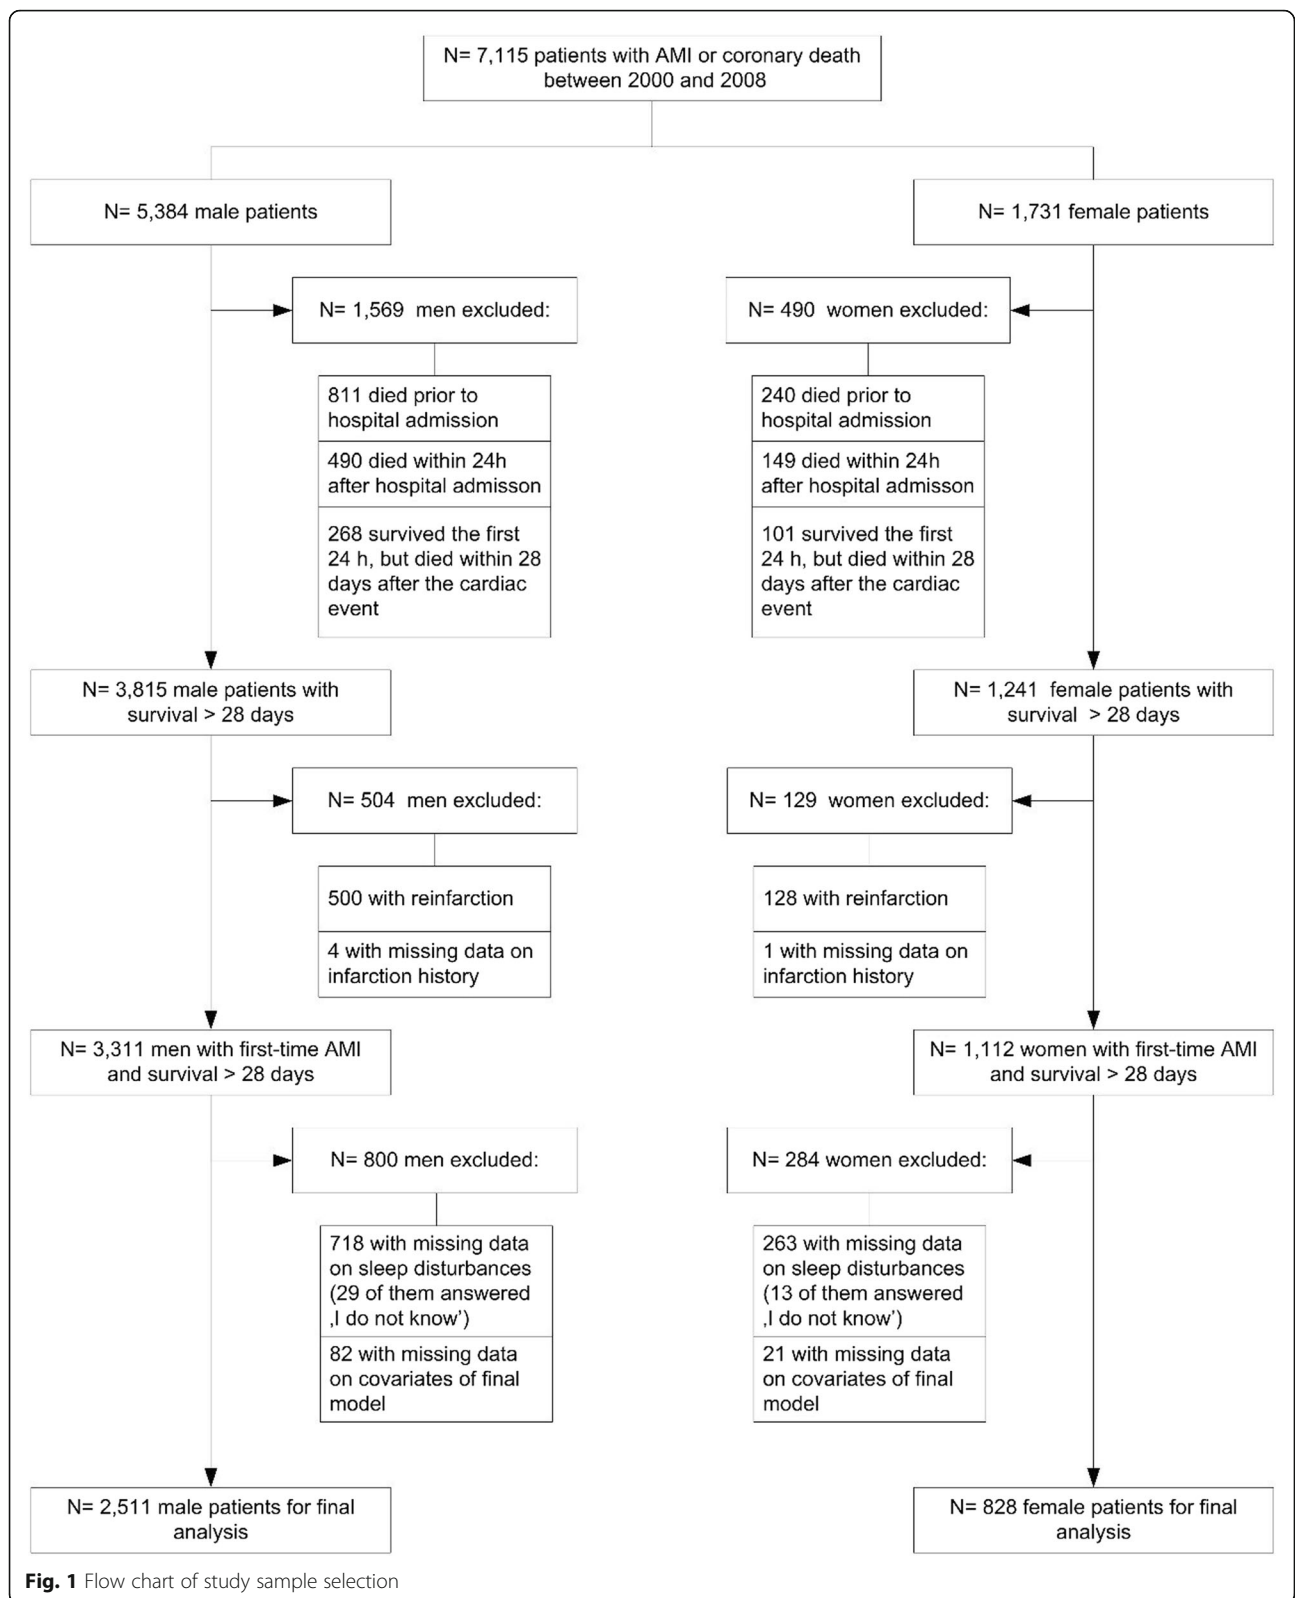 N= 7,115 patients with AMI or coronary death
between 2000 and 2008
N= 5,384 male patients
N= 1,731 female patients
N= 1,569 men excluded:
N= 490 women excluded:
811 died prior to
hospital admission
490 died within 24h
after hospital admisson
268 survived the first
24 h, but died within 28
days after the cardiac
event
240 died prior to
hospital admission
149 died within 24h
after hospital admisson
101 survived the first
24 h, but died within 28
days after the cardiac
event
N= 3,815 male patients with
survival > 28 days
N= 1,241 female patients with
survival > 28 days
N= 504 men excluded:
N= 129 women excluded:
500 with reinfarction
4 with missing data on
infarction history
128 with reinfarction
1 with missing data on
infarction history
N= 3,311 men with first-time AMI
and survival > 28 days
N= 1,112 women with first-time AMI
and survival > 28 days
N= 800 men excluded:
N= 284 women excluded:
718 with missing data
on sleep disturbances
(29 of them answered
‚I do not know’)
82 with missing data
on covariates of final
model
263 with missing data
on sleep disturbances
(13 of them answered
‚I do not know’)
21 with missing data
on covariates of final
model
N= 2,511 male patients for final
analysis
N= 828 female patients for final
analysis
Fig. 1 Flow chart of study sample selection